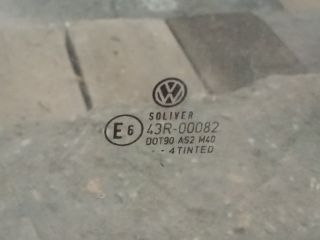 SOLIVER
E6 43R-00082
DOT90 AS2 M40
- - 4 TINTED